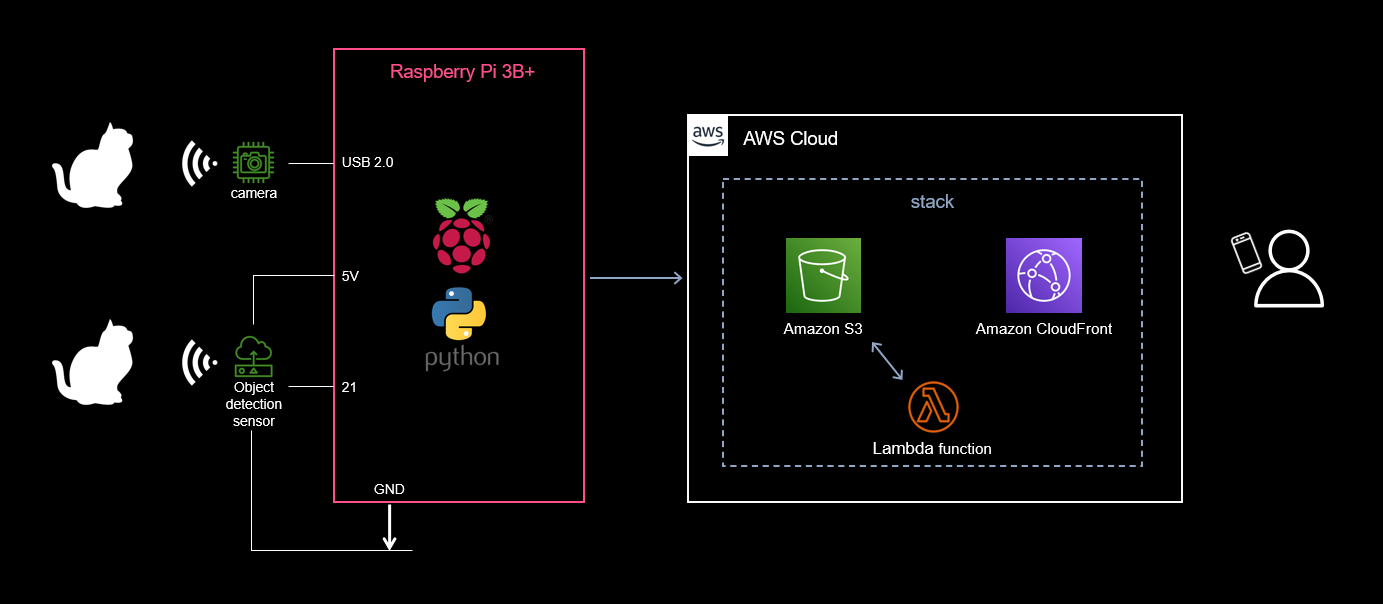 Raspberry Pi 3B+
USB 2.0
camera
5V
python
21
Object
detection
sensor
GND
aws
AWS Cloud
stack
Amazon S3
Amazon CloudFront
Lambda function